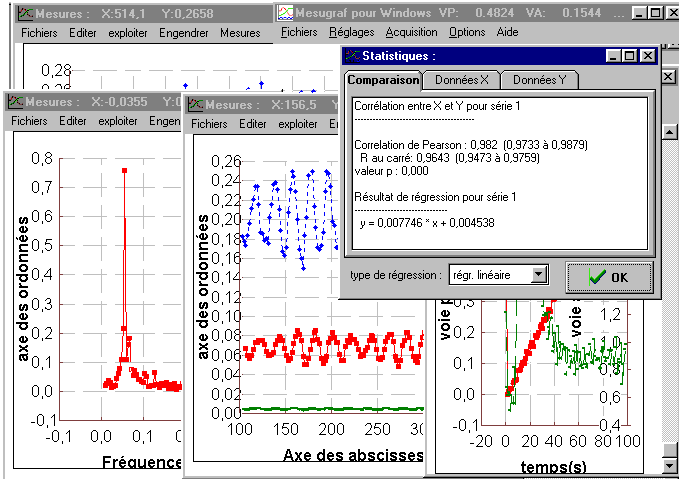 Mesures : X:514,1 Y:0,2658
Fichiers Editer exploiter Engendrer Mesures
Mesugraf pour Windows VP: 0.4824 VA: 0.1544 ...
Fichiers Réglages Acquisition Options Aide
0,28
0,26
Mesures : X:-0,0355 Y:0
Fichiers Editer exploiter Engen
axe des ordonnées
0,8
0,7
0,6
0,5
0,4
0,3
0,2
0,1
0,0
-0,1
-0,1 0,0 0,1
Fréquence
Mesures : X:156,5
Fichiers Editer exploiter
axe des ordonnées
0,26
0,24
0,22
0,20
0,18
0,16
0,14
0,12
0,10
0,08
0,06
0,04
0,02
0,00
100 150 200 250 30
Axe des abscisses
Statistiques :
Comparaison Données X Données Y
Corrélation entre X et Y pour série 1
----------------------------------------
Correlation de Pearson : 0,982 (0,9733 à 0,9879)
R au carré: 0,9643 (0,9473 à 0,9759)
valeur p : 0,000
Résultat de régression pour série 1
-------------------------------
y = 0,007746 * x + 0,004538
type de régression : régr. linéaire
OK
voie
voie
0,3
0,2
0,1
0,0
-0,1
1,2
1,0
0,8
0,6
0,4
-20 0 20 40 60 80 100
temps(s)